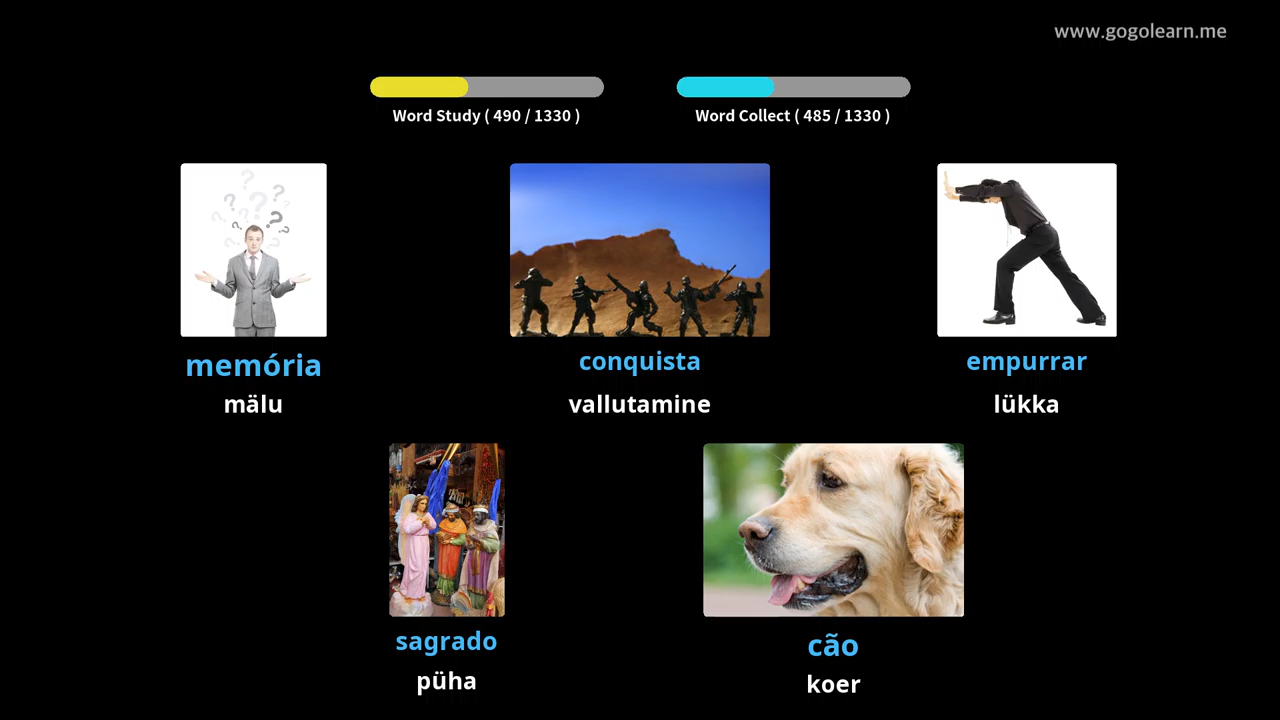 www.gogolearn.me
Word Study ( 490 / 1330 )
Word Collect ( 485 / 1330 )
memória
mälu
conquista
vallutamine
empurrar
lükka
sagrado
püha
cão
koer